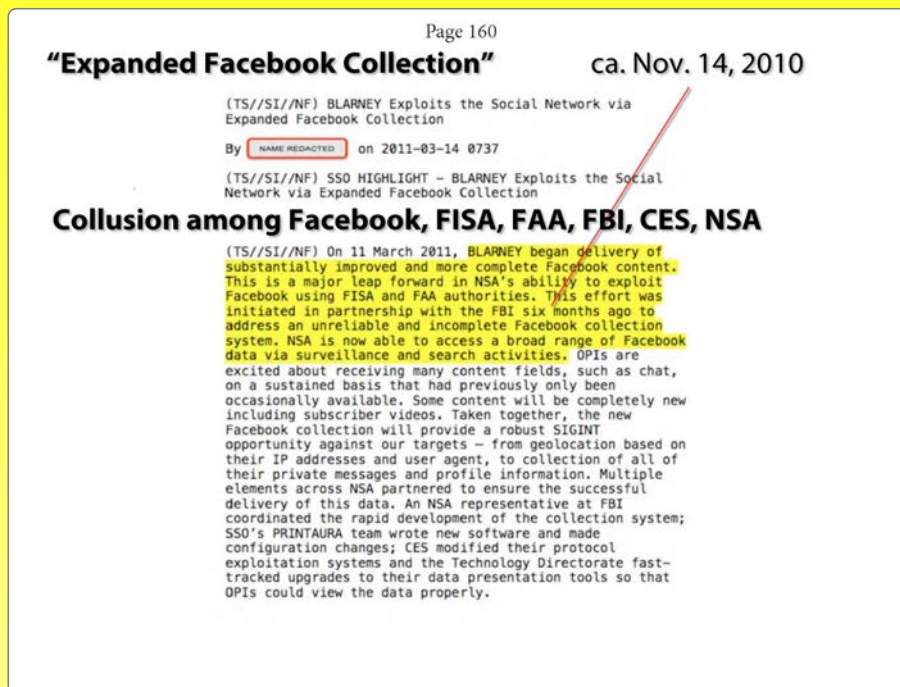 Page 160
“Expanded Facebook Collection”
ca. Nov. 14, 2010
(TS//SI//NF) BLARNEY Exploits the Social Network via
Expanded Facebook Collection
By NAME REDACTED on 2011-03-14 0737
(TS//SI//NF) SSO HIGHLIGHT – BLARNEY Exploits the Social
Network via Expanded Facebook Collection
Collusion among Facebook, FISA, FAA, FBI, CES, NSA
(TS//SI//NF) On 11 March 2011, BLARNEY began delivery of
substantially improved and more complete Facebook content.
This is a major leap forward in NSA’s ability to exploit
Facebook using FISA and FAA authorities. This effort was
initiated in partnership with the FBI six months ago to
address an unreliable and incomplete Facebook collection
system. NSA is now able to access a broad range of Facebook
data via surveillance and search activities. OPIs are
excited about receiving many content fields, such as chat,
on a sustained basis that had previously only been
occasionally available. Some content will be completely new
including subscriber videos. Taken together, the new
Facebook collection will provide a robust SIGINT
opportunity against our targets – from geolocation based on
their IP addresses and user agent, to collection of all of
their private messages and profile information. Multiple
elements across NSA partnered to ensure the successful
delivery of this data. An NSA representative at FBI
coordinated the rapid development of the collection system;
SSO’s PRINTAURA team wrote new software and made
configuration changes; CES modified their protocol
exploitation systems and the Technology Directorate fast–
tracked upgrades to their data presentation tools so that
OPIs could view the data properly.